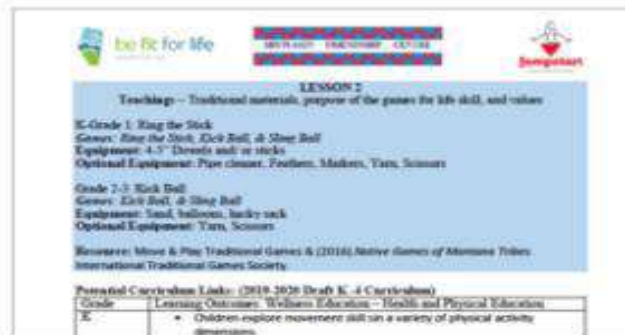 be fit for life
FRIENDSHIP
Jumpstart
LESSON 2
Teachings – Traditional materials, purpose of the games for life skill, and values
K-Grade 1: Ring the Stick
Games: Ring the Stick, Kick Ball, & Sling Ball
Equipment: 4-5" Dowels and/ or sticks
Optional Equipment: Pipe cleaner, Feathers, Markers, Yarn, Scissors
Grade 2-3: Kick Ball
Games: Kick Ball, & Sling Ball
Equipment: Sand, balloons, hacky sack
Optional Equipment: Yarn, Scissors
Resource: Move & Play Traditional Games & (2016) Native Games of Montana Tribes
International Traditional Games Society
Potential Curriculum Links: (2019-2020 Draft K -4 Curriculum)
Grade Learning Outcomes: Wellness Education – Health and Physical Education
K • Children explore movement skill sin a variety of physical activity
dimensions.